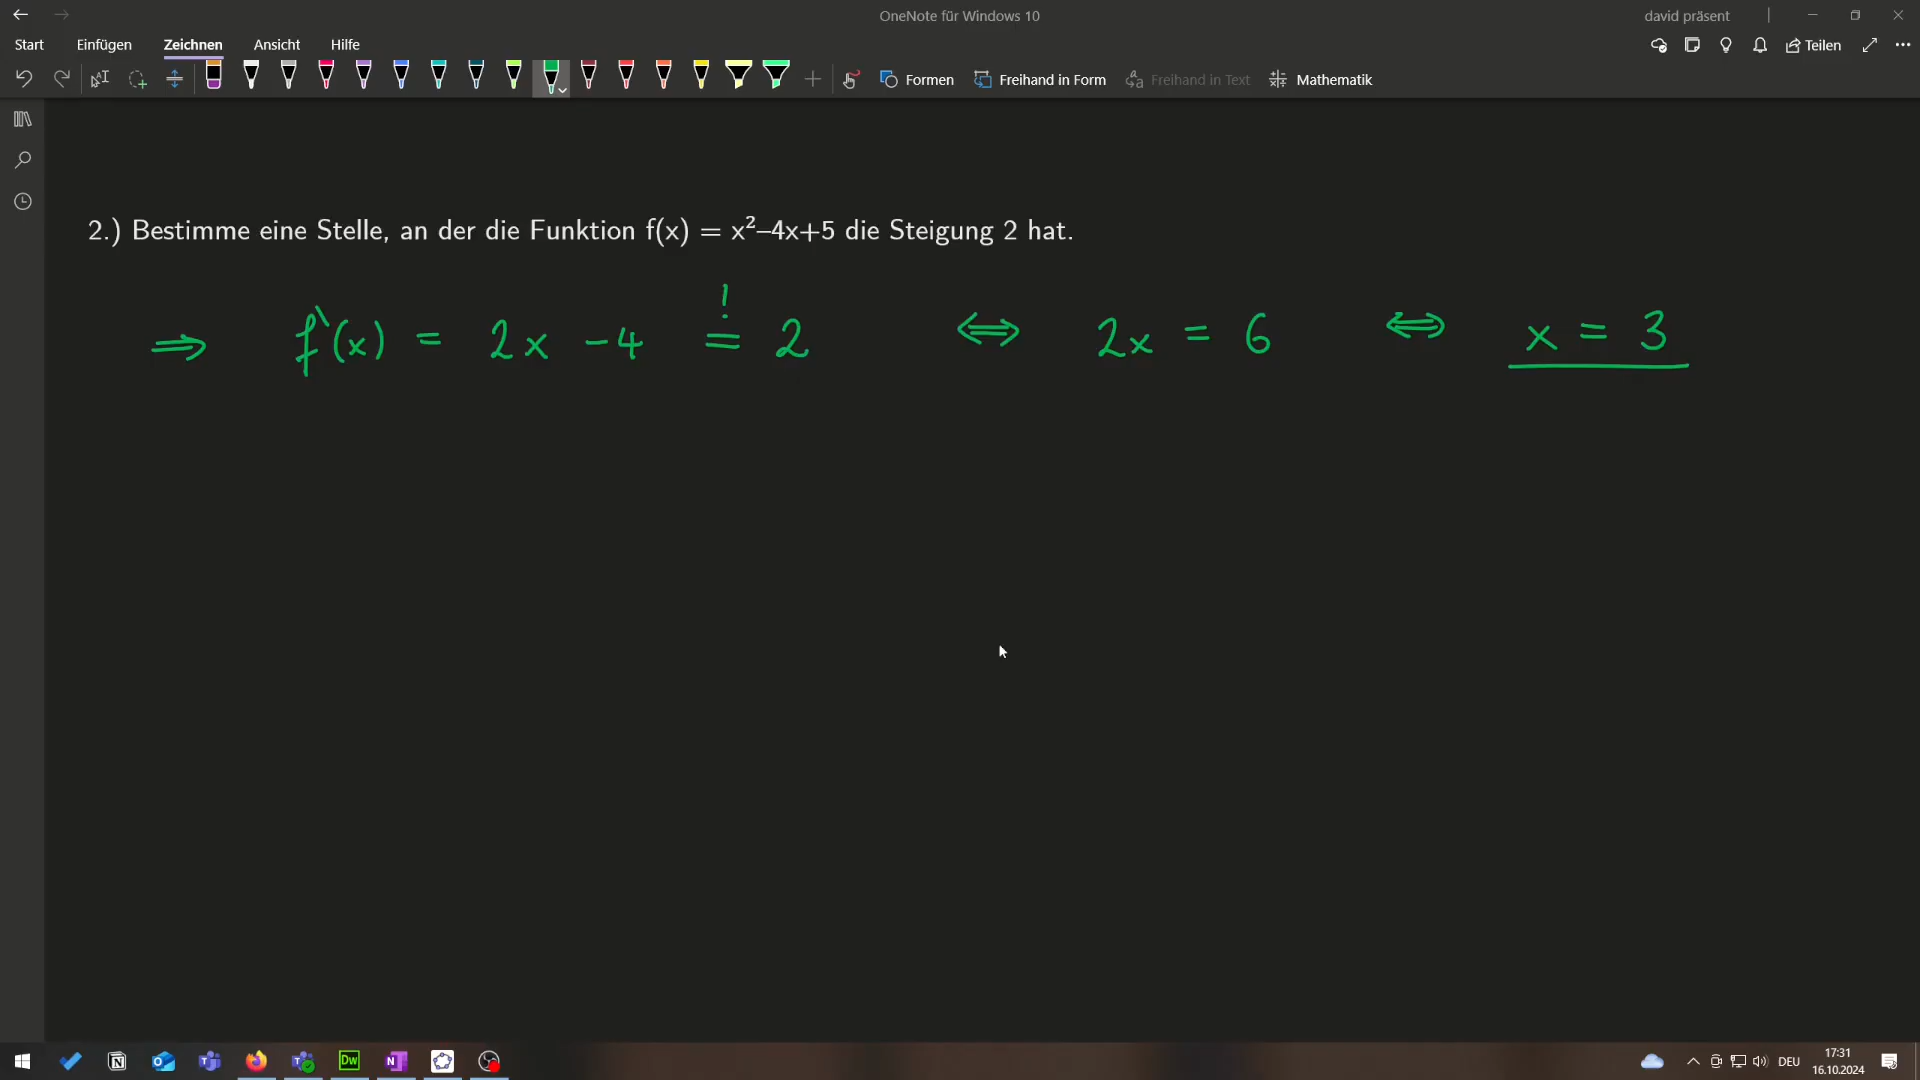 OneNote für Windows 10
david präsent
Start Einfügen Zeichnen Ansicht Hilfe
Teilen
Formen Freihand in Form Freihand in Text Mathematik
2.) Bestimme eine Stelle, an der die Funktion f(x) = x²–4x+5 die Steigung 2 hat.
⇒ f'(x) = 2x - 4 =! 2 ⇔ 2x = 6 ⇔ x = 3
DEU
17:31
16.10.2024